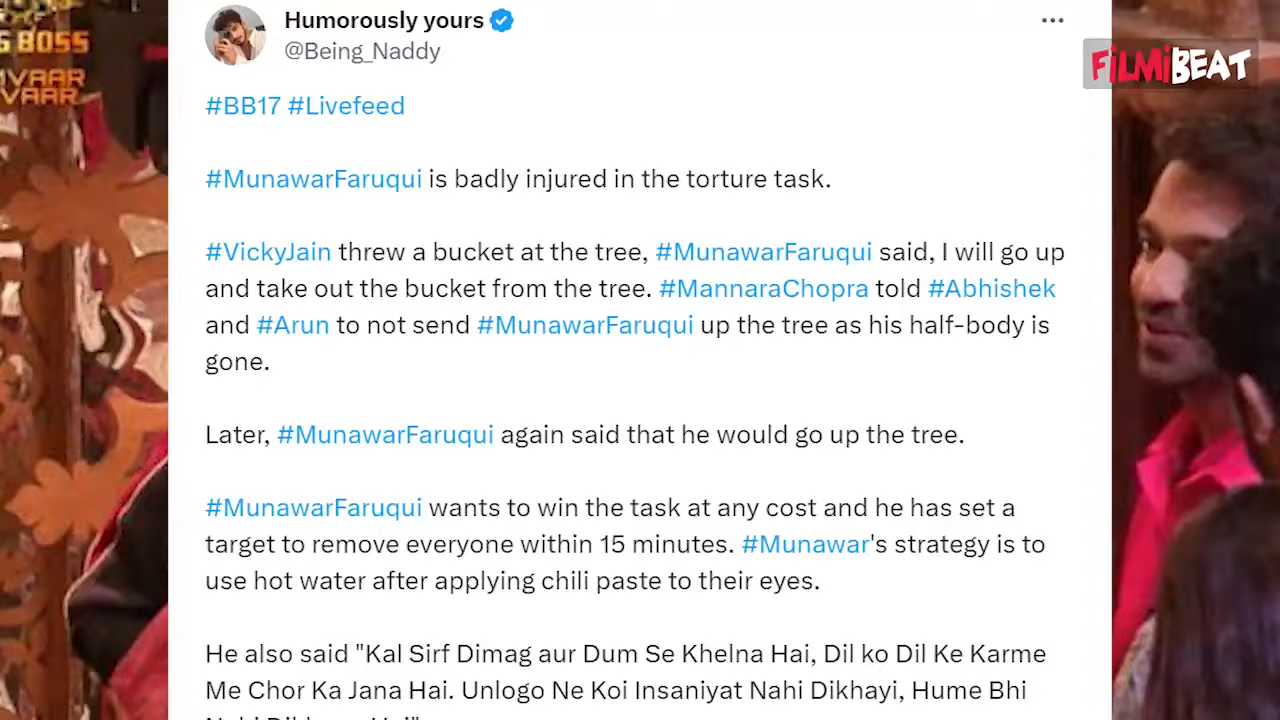 Humorously yours
@Being_Naddy
FiLMiBEAT
G BOSS
VAAR
VAAR
#BB17 #Livefeed
#MunawarFaruqui is badly injured in the torture task.
#VickyJain threw a bucket at the tree, #MunawarFaruqui said, I will go up
and take out the bucket from the tree. #MannaraChopra told #Abhishek
and #Arun to not send #MunawarFaruqui up the tree as his half-body is
gone.
Later, #MunawarFaruqui again said that he would go up the tree.
#MunawarFaruqui wants to win the task at any cost and he has set a
target to remove everyone within 15 minutes. #Munawar's strategy is to
use hot water after applying chili paste to their eyes.
He also said "Kal Sirf Dimag aur Dum Se Khelna Hai, Dil ko Dil Ke Karme
Me Chor Ka Jana Hai. Unlogo Ne Koi Insaniyat Nahi Dikhayi, Hume Bhi